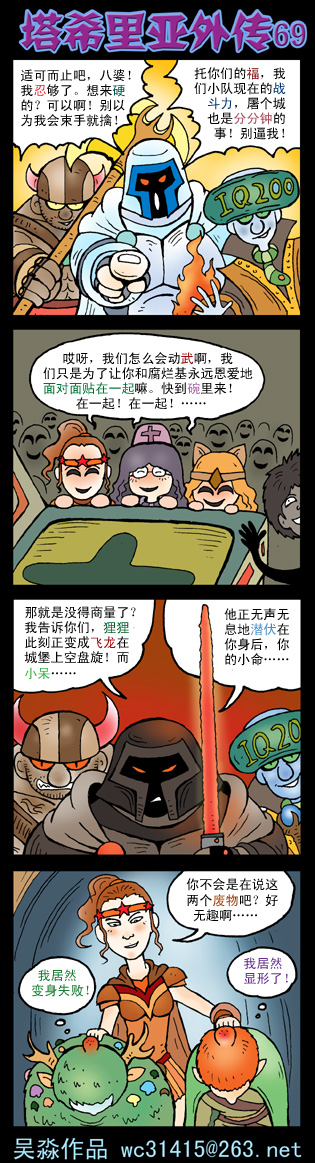 塔希里亚外传69
适可而止吧，八婆！
我忍够了。想来硬
的？可以啊！别以
为我会束手就擒！
托你们的福，我
们小队现在的战
斗力，屠个城
也是分分钟的
事！别逼我！
IQ200
哎呀，我们怎么会动武啊，我
们只是为了让你和腐烂基永远恩爱地
面对面贴在一起嘛。快到碗里来！
在一起！在一起！……
那就是没得商量了？
我告诉你们，狸狸
此刻正变成飞龙在
城堡上空盘旋！而
小呆……
他正无声无
息地潜伏在
你身后，你
的小命……
IQ200
你不会是在说这
两个废物吧？好
无趣啊……
我居然
变身失败！
我居然
显形了！
吴淼作品 wc31415@263.net